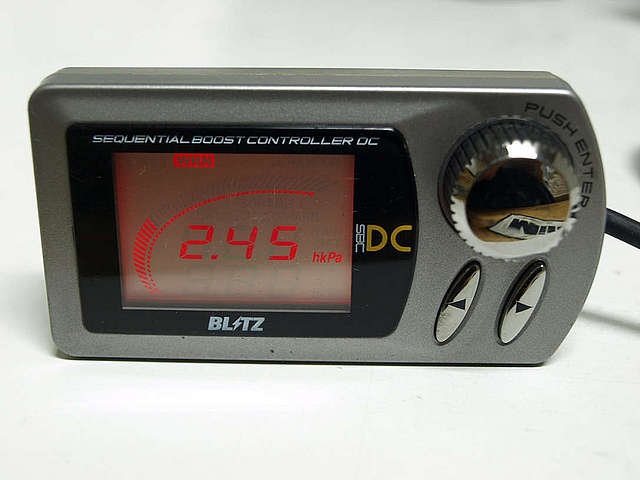 SEQUENTIAL BOOST CONTROLLER DC
PUSH ENTER
2.45 hkPa
SBC DC
BLITZ